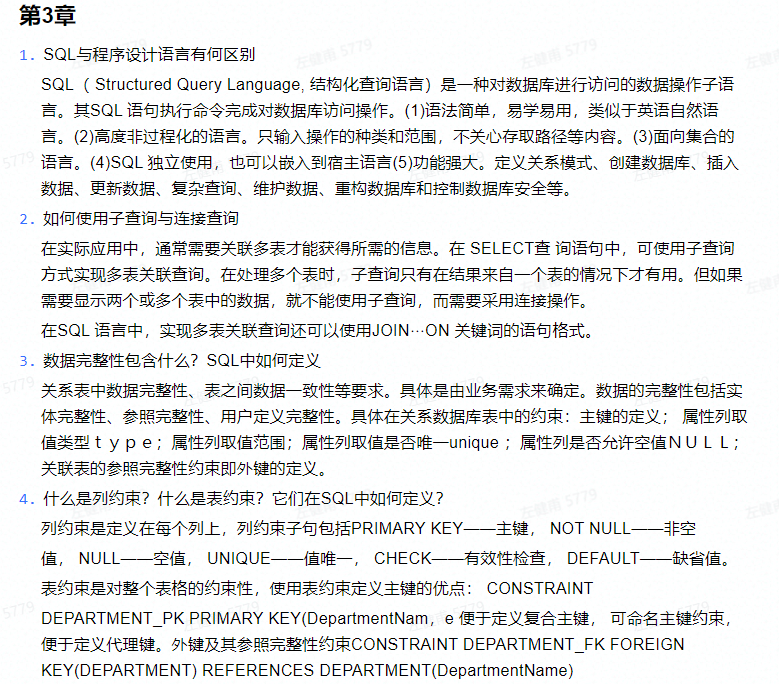 第3章
1. SQL与程序设计语言有何区别
SQL（ Structured Query Language, 结构化查询语言）是一种对数据库进行访问的数据操作子语
言。其SQL 语句执行命令完成对数据库访问操作。(1)语法简单，易学易用，类似于英语自然语
言。(2)高度非过程化的语言。只输入操作的种类和范围，不关心存取路径等内容。(3)面向集合的
语言。(4)SQL 独立使用，也可以嵌入到宿主语言(5)功能强大。定义关系模式、创建数据库、插入
数据、更新数据、复杂查询、维护数据、重构数据库和控制数据库安全等。
2. 如何使用子查询与连接查询
在实际应用中，通常需要关联多表才能获得所需的信息。在 SELECT查 询语句中，可使用子查询
方式实现多表关联查询。在处理多个表时，子查询只有在结果来自一个表的情况下才有用。但如果
需要显示两个或多个表中的数据，就不能使用子查询，而需要采用连接操作。
在SQL 语言中，实现多表关联查询还可以使用JOIN…ON 关键词的语句格式。
3. 数据完整性包含什么？SQL中如何定义
关系表中数据完整性、表之间数据一致性等要求。具体是由业务需求来确定。数据的完整性包括实
体完整性、参照完整性、用户定义完整性。具体在关系数据库表中的约束：主键的定义； 属性列取
值类型ｔｙｐｅ；属性列取值范围；属性列取值是否唯一unique ；属性列是否允许空值ＮＵＬＬ；
关联表的参照完整性约束即外键的定义。
4. 什么是列约束？什么是表约束？它们在SQL中如何定义？
列约束是定义在每个列上，列约束子句包括PRIMARY KEY——主键， NOT NULL——非空
值， NULL——空值， UNIQUE——值唯一， CHECK——有效性检查， DEFAULT——缺省值。
表约束是对整个表格的约束性，使用表约束定义主键的优点： CONSTRAINT
DEPARTMENT_PK PRIMARY KEY(DepartmentNam，e 便于定义复合主键， 可命名主键约束，
便于定义代理键。外键及其参照完整性约束CONSTRAINT DEPARTMENT_FK FOREIGN
KEY(DEPARTMENT) REFERENCES DEPARTMENT(DepartmentName)